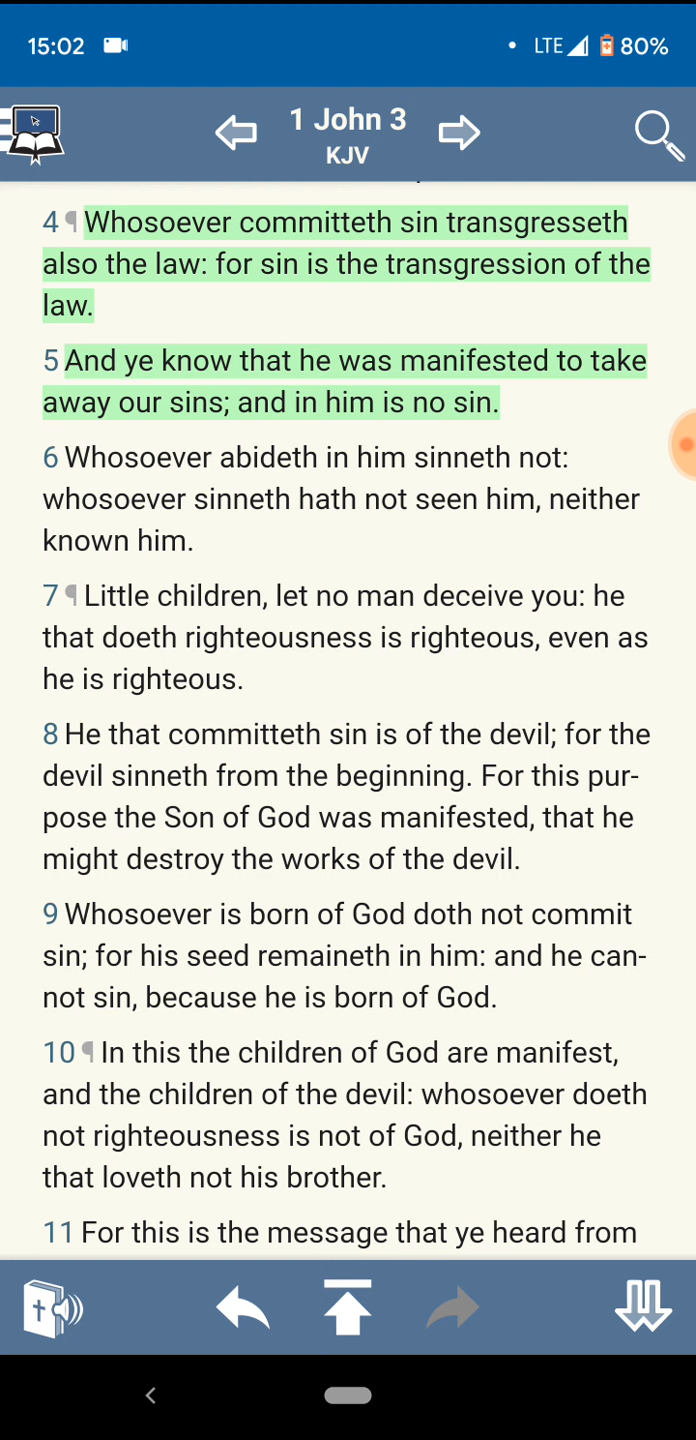 15:02 LTE 80%
1 John 3
KJV
4 ¶ Whosoever committeth sin transgresseth
also the law: for sin is the transgression of the
law.
5 And ye know that he was manifested to take
away our sins; and in him is no sin.
6 Whosoever abideth in him sinneth not:
whosoever sinneth hath not seen him, neither
known him.
7 ¶ Little children, let no man deceive you: he
that doeth righteousness is righteous, even as
he is righteous.
8 He that committeth sin is of the devil; for the
devil sinneth from the beginning. For this pur-
pose the Son of God was manifested, that he
might destroy the works of the devil.
9 Whosoever is born of God doth not commit
sin; for his seed remaineth in him: and he can-
not sin, because he is born of God.
10 ¶ In this the children of God are manifest,
and the children of the devil: whosoever doeth
not righteousness is not of God, neither he
that loveth not his brother.
11 For this is the message that ye heard from